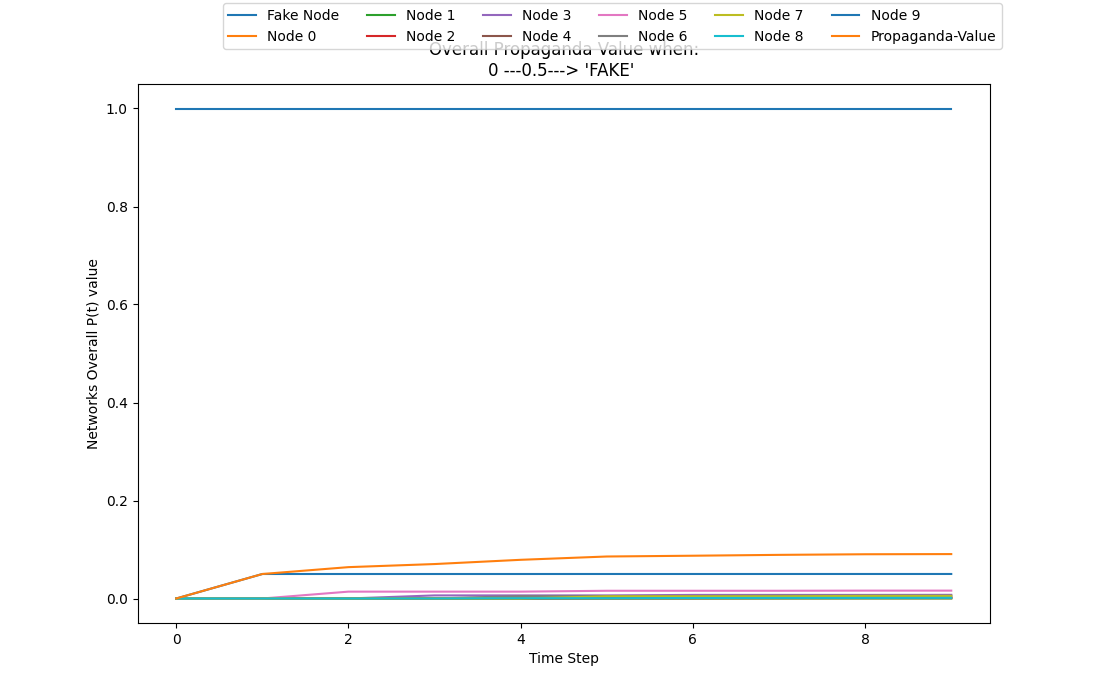 Fake Node Node 1 Node 3 Node 5 Node 7 Node 9
Node 0 Node 2 Node 4 Node 6 Node 8 Propaganda-Value
Overall Propaganda Value when:
0 ---0.5---> 'FAKE'
1.0
0.8
0.6
0.4
0.2
0.0
Networks Overall P(t) value
0 2 4 6 8
Time Step